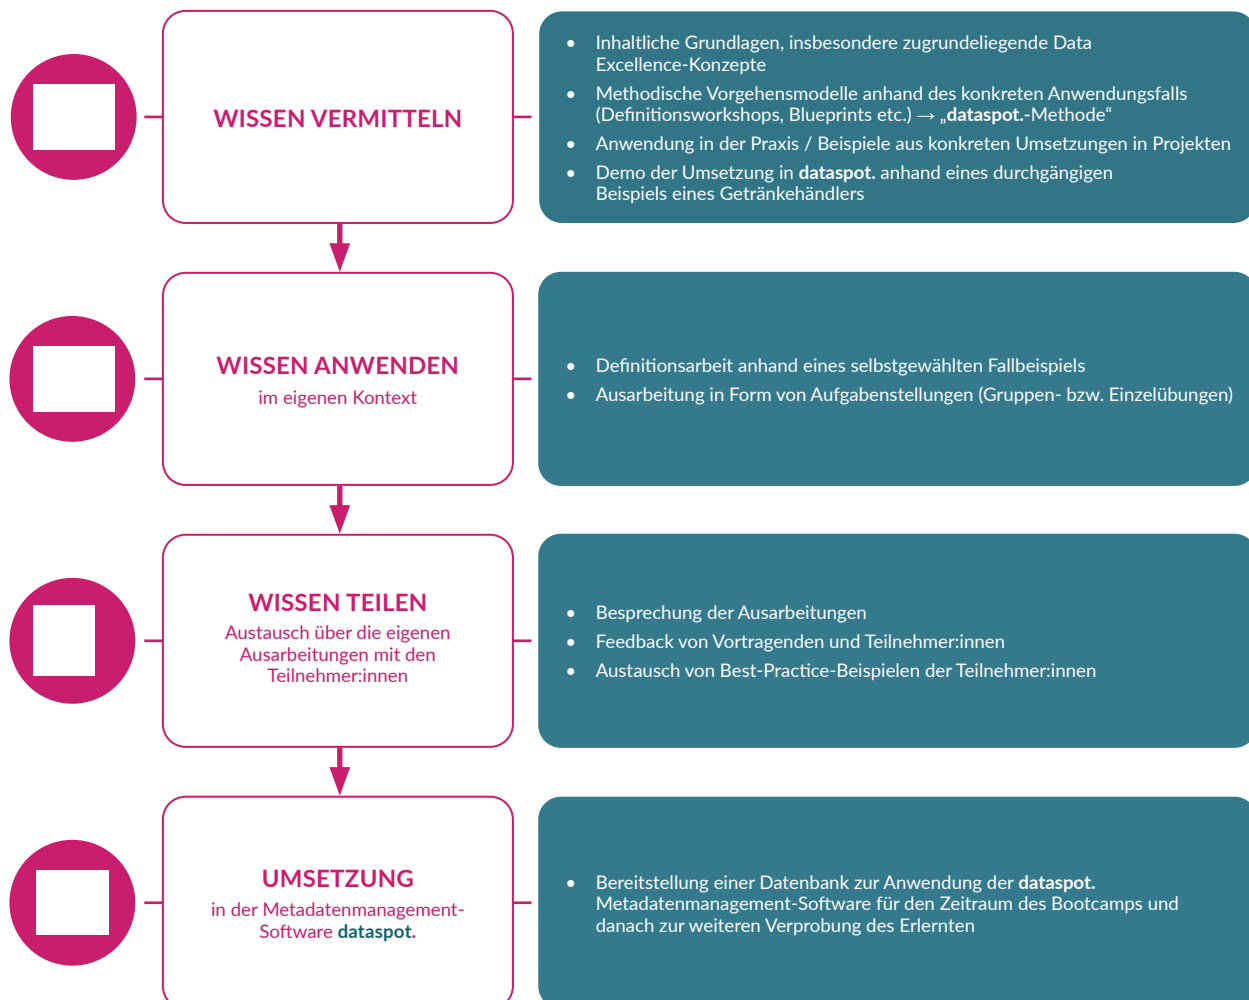 WISSEN VERMITTELN
• Inhaltliche Grundlagen, insbesondere zugrundeliegende Data
Excellence-Konzepte
• Methodische Vorgehensmodelle anhand des konkreten Anwendungsfalls
(Definitionsworkshops, Blueprints etc.) → „dataspot.-Methode“
• Anwendung in der Praxis / Beispiele aus konkreten Umsetzungen in Projekten
• Demo der Umsetzung in dataspot. anhand eines durchgängigen
Beispiels eines Getränkehändlers
WISSEN ANWENDEN
im eigenen Kontext
• Definitionsarbeit anhand eines selbstgewählten Fallbeispiels
• Ausarbeitung in Form von Aufgabenstellungen (Gruppen- bzw. Einzelübungen)
WISSEN TEILEN
Austausch über die eigenen
Ausarbeitungen mit den
Teilnehmer:innen
• Besprechung der Ausarbeitungen
• Feedback von Vortragenden und Teilnehmer:innen
• Austausch von Best-Practice-Beispielen der Teilnehmer:innen
UMSETZUNG
in der Metadatenmanagement-
Software dataspot.
• Bereitstellung einer Datenbank zur Anwendung der dataspot.
Metadatenmanagement-Software für den Zeitraum des Bootcamps und
danach zur weiteren Verprobung des Erlernten